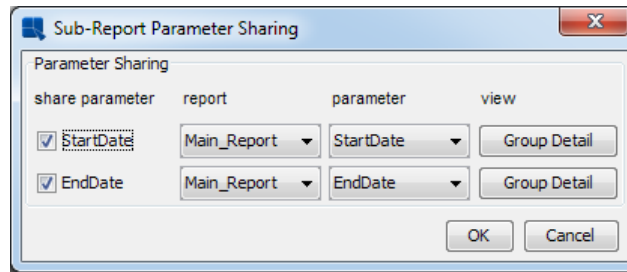 Sub-Report Parameter Sharing
Parameter Sharing
share parameter report parameter view
StartDate Main_Report StartDate Group Detail
EndDate Main_Report EndDate Group Detail
OK Cancel